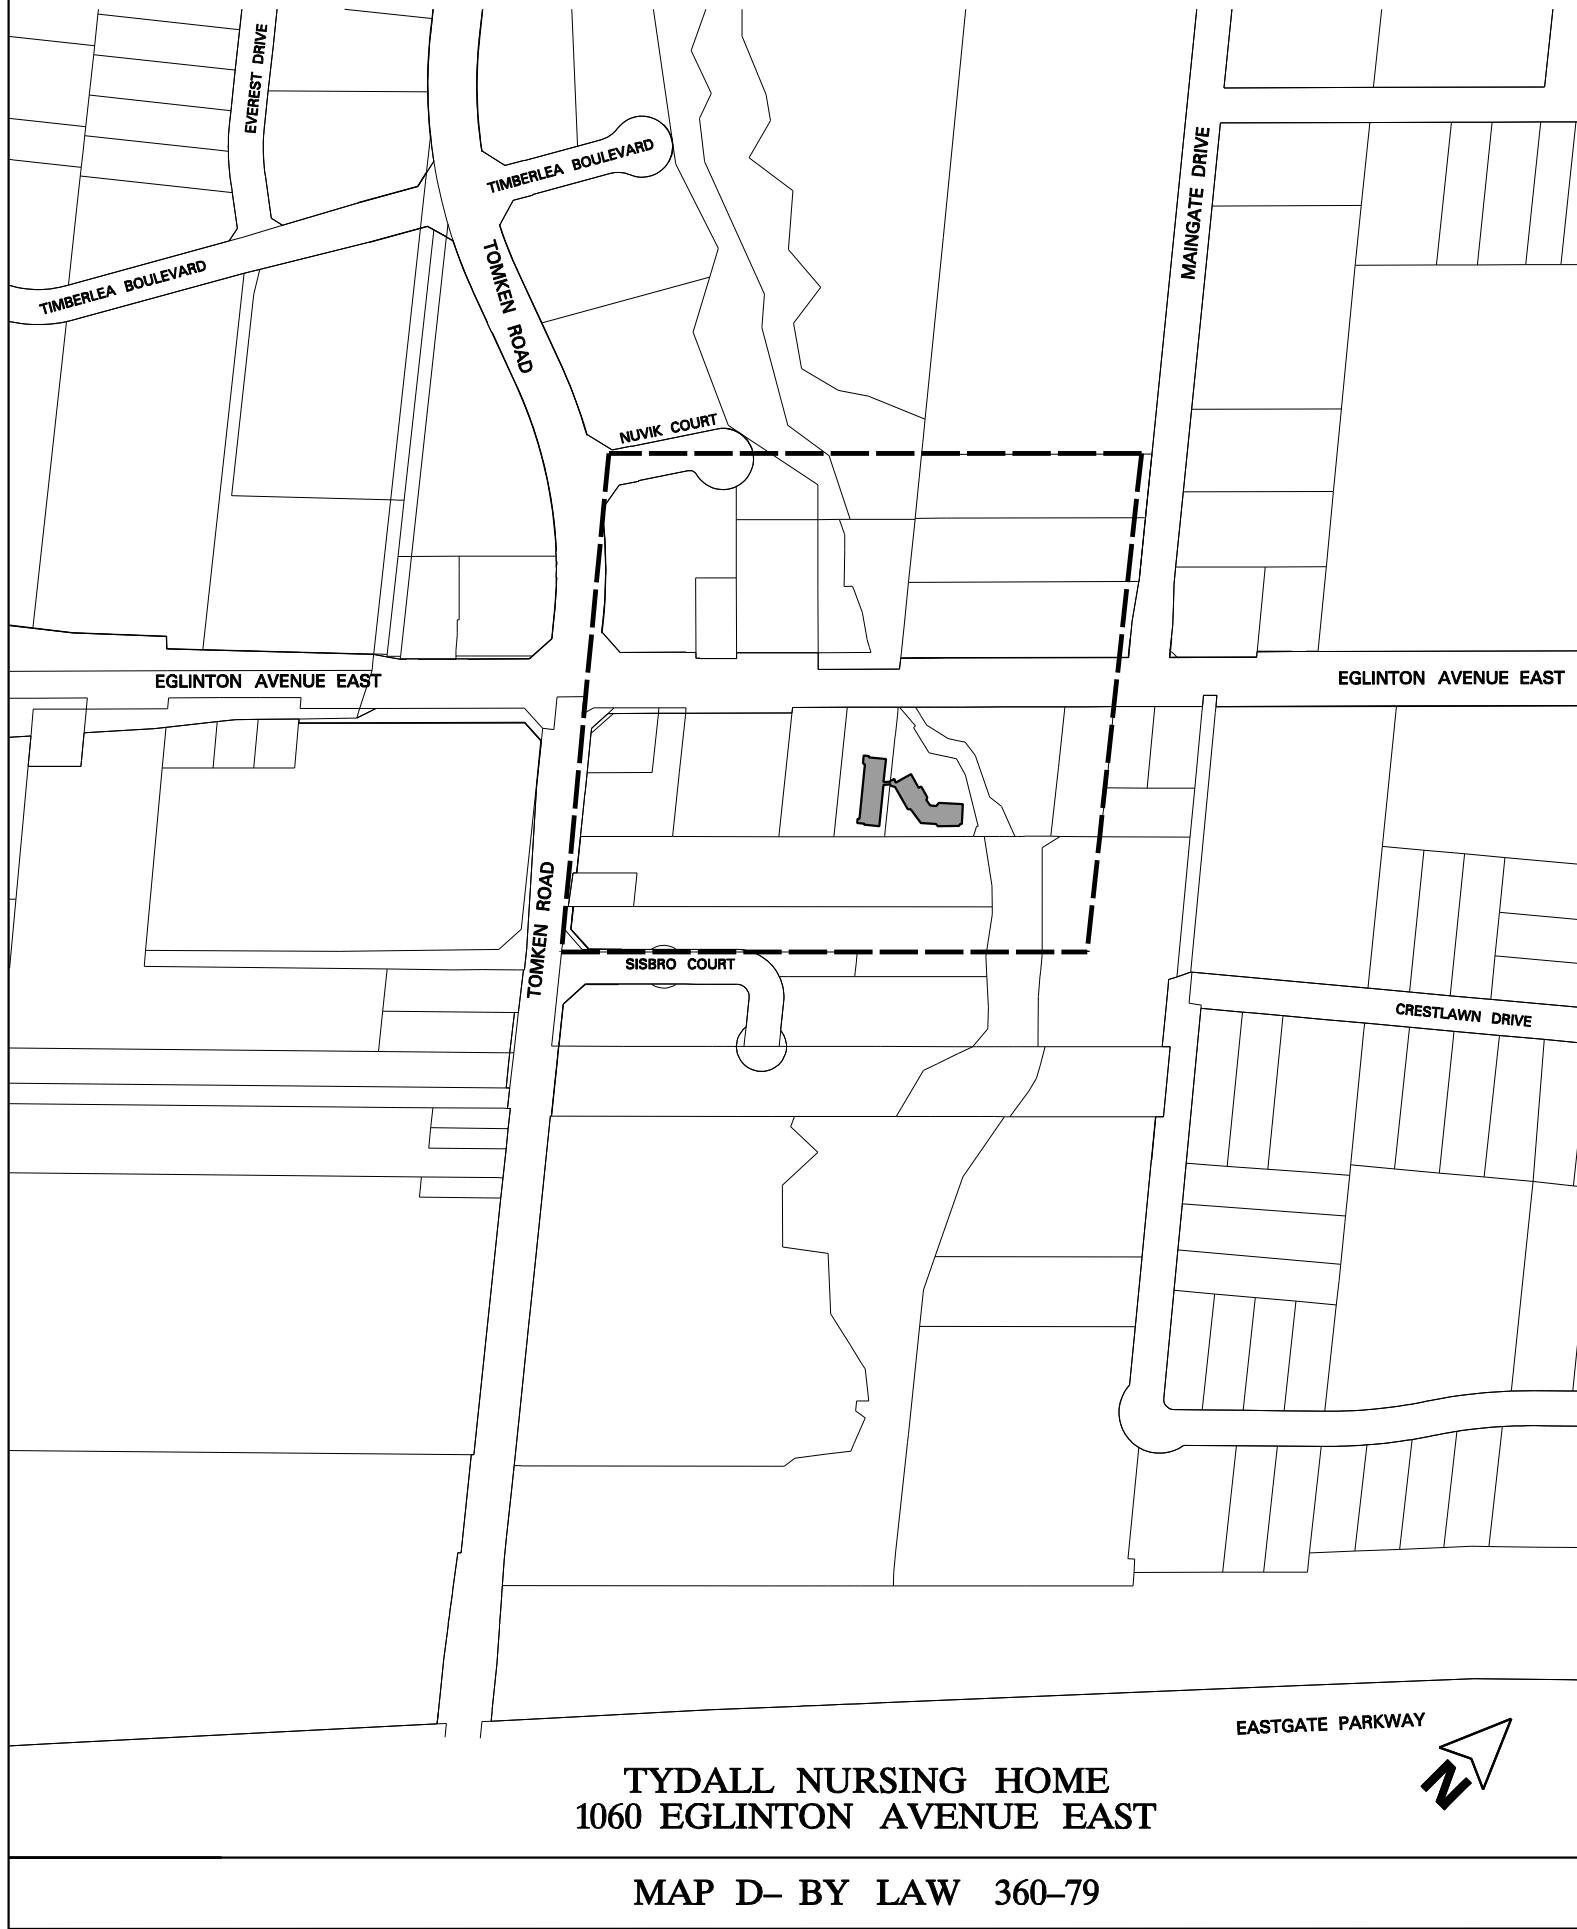 EVEREST DRIVE
TIMBERLEA BOULEVARD
MAINGATE DRIVE
TIMBERLEA BOULEVARD
TOMKEN ROAD
NUVIK COURT
EGLINTON AVENUE EAST
EGLINTON AVENUE EAST
TOMKEN ROAD
SISBRO COURT
CRESTLAWN DRIVE
EASTGATE PARKWAY
N
TYDALL NURSING HOME
1060 EGLINTON AVENUE EAST
MAP D– BY LAW 360–79